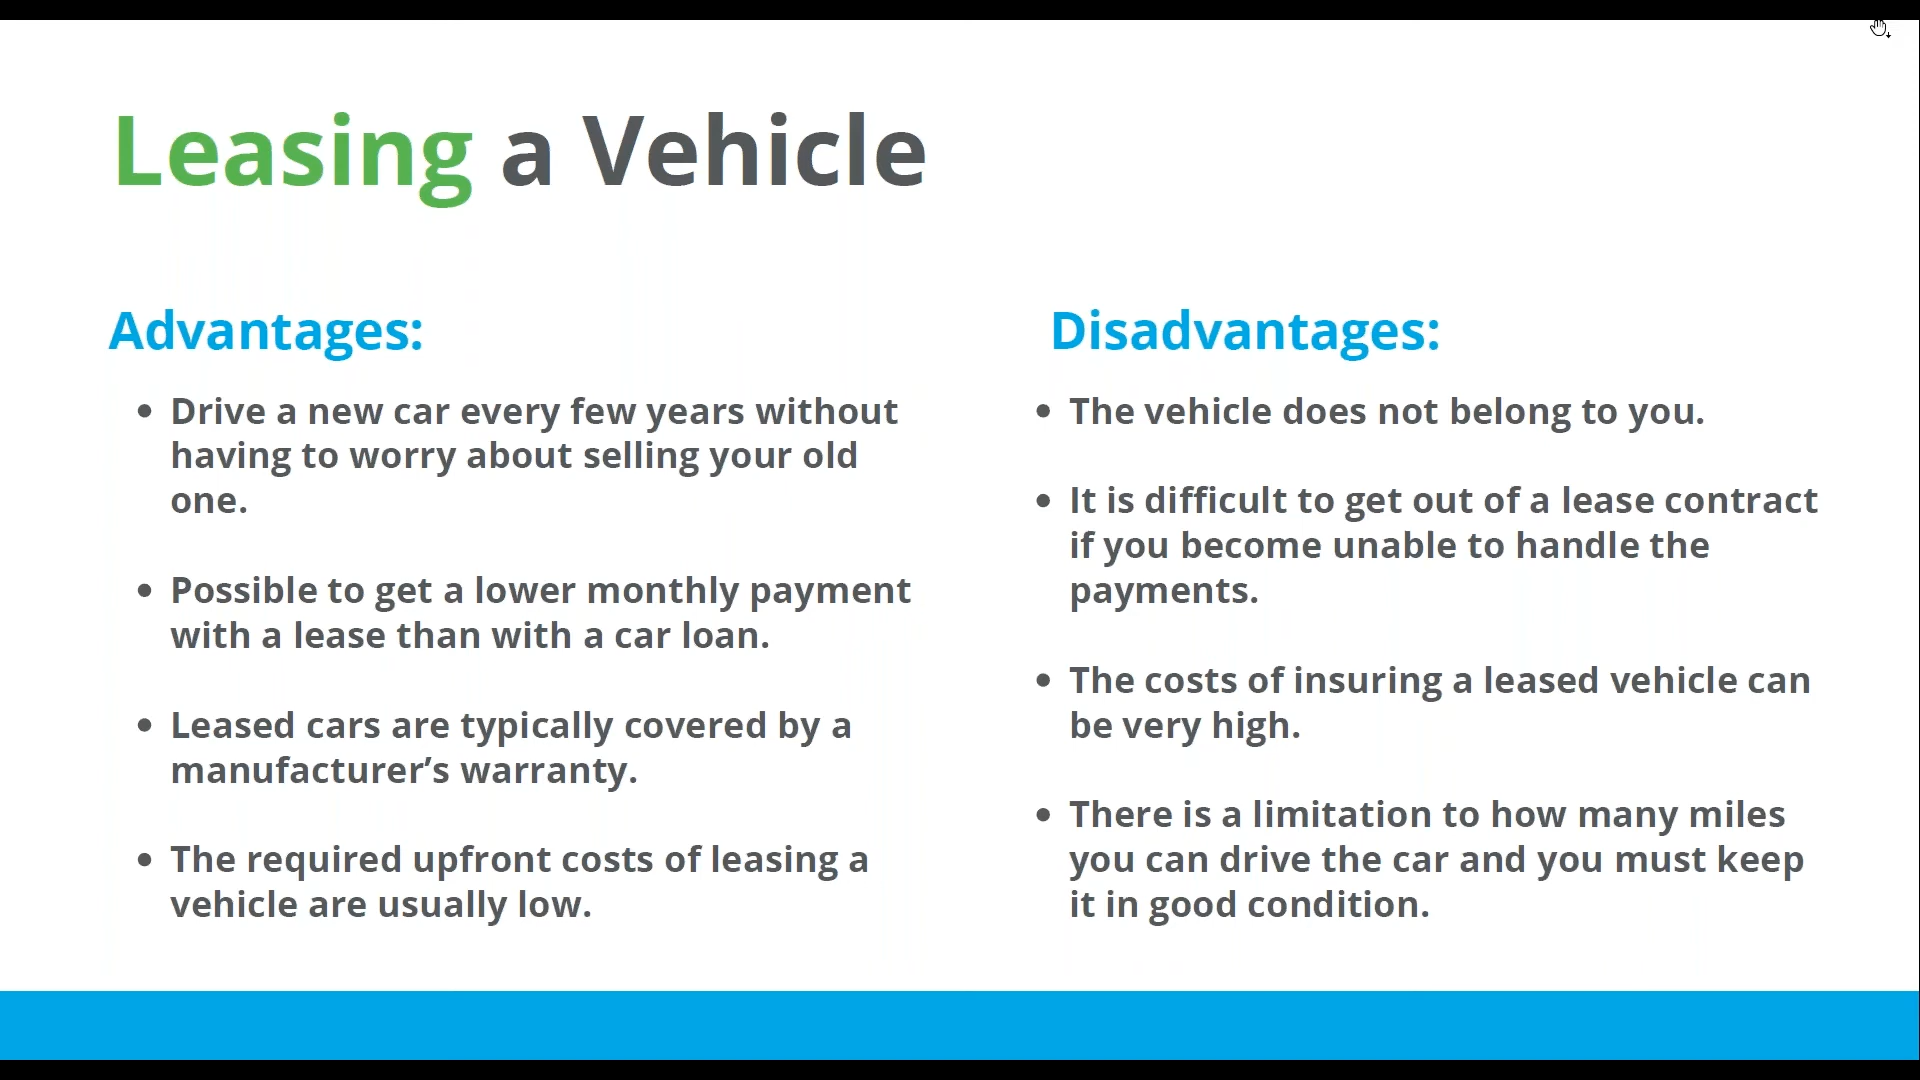 Leasing a Vehicle
Advantages:
• Drive a new car every few years without
having to worry about selling your old
one.
• Possible to get a lower monthly payment
with a lease than with a car loan.
• Leased cars are typically covered by a
manufacturer’s warranty.
• The required upfront costs of leasing a
vehicle are usually low.
Disadvantages:
• The vehicle does not belong to you.
• It is difficult to get out of a lease contract
if you become unable to handle the
payments.
• The costs of insuring a leased vehicle can
be very high.
• There is a limitation to how many miles
you can drive the car and you must keep
it in good condition.